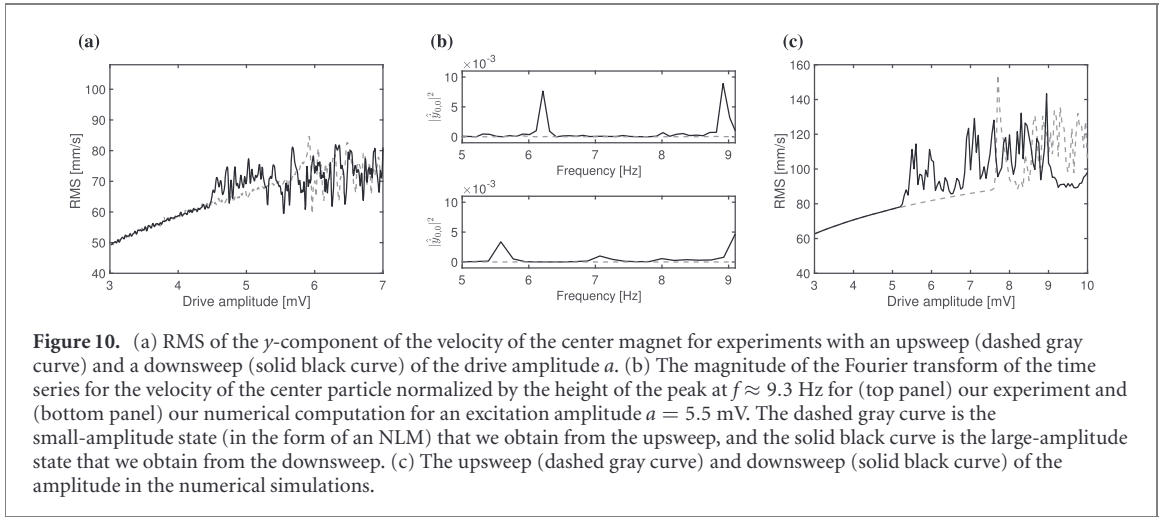 (a)
100
90
80
70
60
50
40
RMS [mm/s]
3 4 5 6 7
Drive amplitude [mV]
(b)
×10⁻³
10
5
0
|ŷ₀,₀|²
5 6 7 8 9
Frequency [Hz]
×10⁻³
10
5
0
|ŷ₀,₀|²
5 6 7 8 9
Frequency [Hz]
(c)
160
140
120
100
80
60
40
RMS [mm/s]
3 4 5 6 7 8 9 10
Drive amplitude [mV]
Figure 10. (a) RMS of the y-component of the velocity of the center magnet for experiments with an upsweep (dashed gray
curve) and a downsweep (solid black curve) of the drive amplitude a. (b) The magnitude of the Fourier transform of the time
series for the velocity of the center particle normalized by the height of the peak at f ≈ 9.3 Hz for (top panel) our experiment and
(bottom panel) our numerical computation for an excitation amplitude a = 5.5 mV. The dashed gray curve is the
small-amplitude state (in the form of an NLM) that we obtain from the upsweep, and the solid black curve is the large-amplitude
state that we obtain from the downsweep. (c) The upsweep (dashed gray curve) and downsweep (solid black curve) of the
amplitude in the numerical simulations.